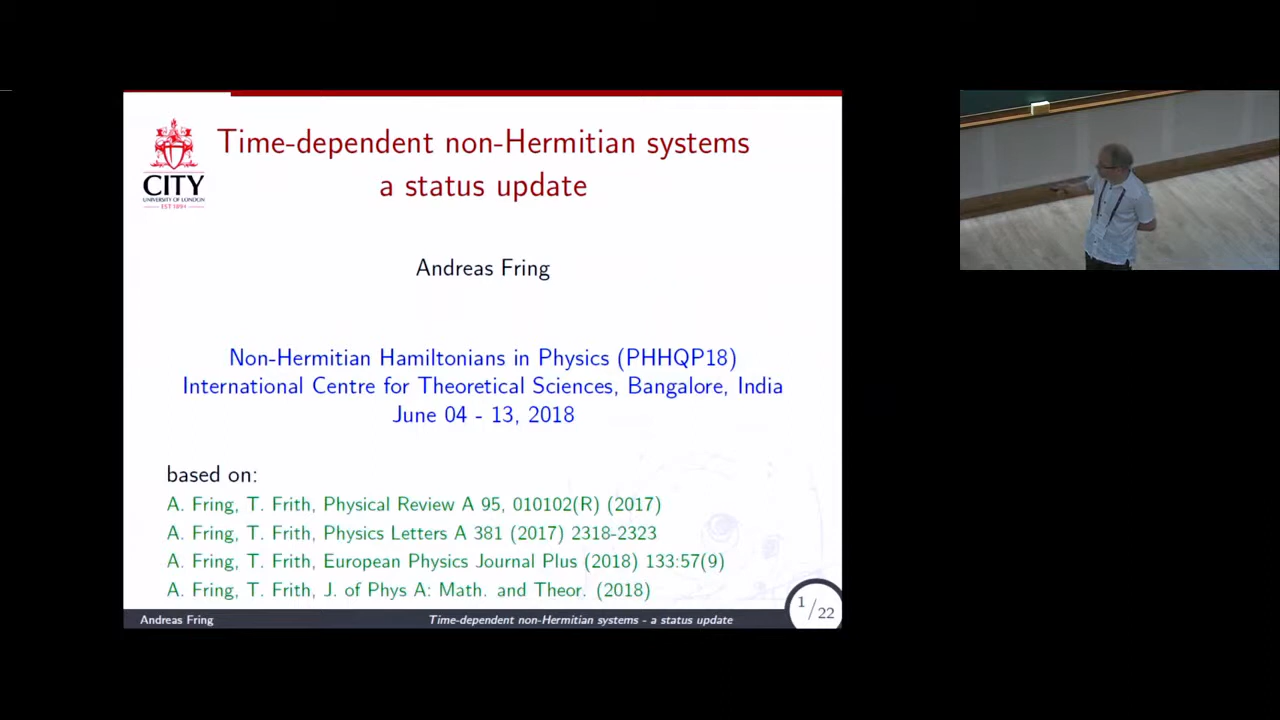 Time-dependent non-Hermitian systems
a status update
CITY
UNIVERSITY OF LONDON
EST 1894
Andreas Fring
Non-Hermitian Hamiltonians in Physics (PHHQP18)
International Centre for Theoretical Sciences, Bangalore, India
June 04 - 13, 2018
based on:
A. Fring, T. Frith, Physical Review A 95, 010102(R) (2017)
A. Fring, T. Frith, Physics Letters A 381 (2017) 2318-2323
A. Fring, T. Frith, European Physics Journal Plus (2018) 133:57(9)
A. Fring, T. Frith, J. of Phys A: Math. and Theor. (2018)
Andreas Fring
Time-dependent non-Hermitian systems - a status update
1/22